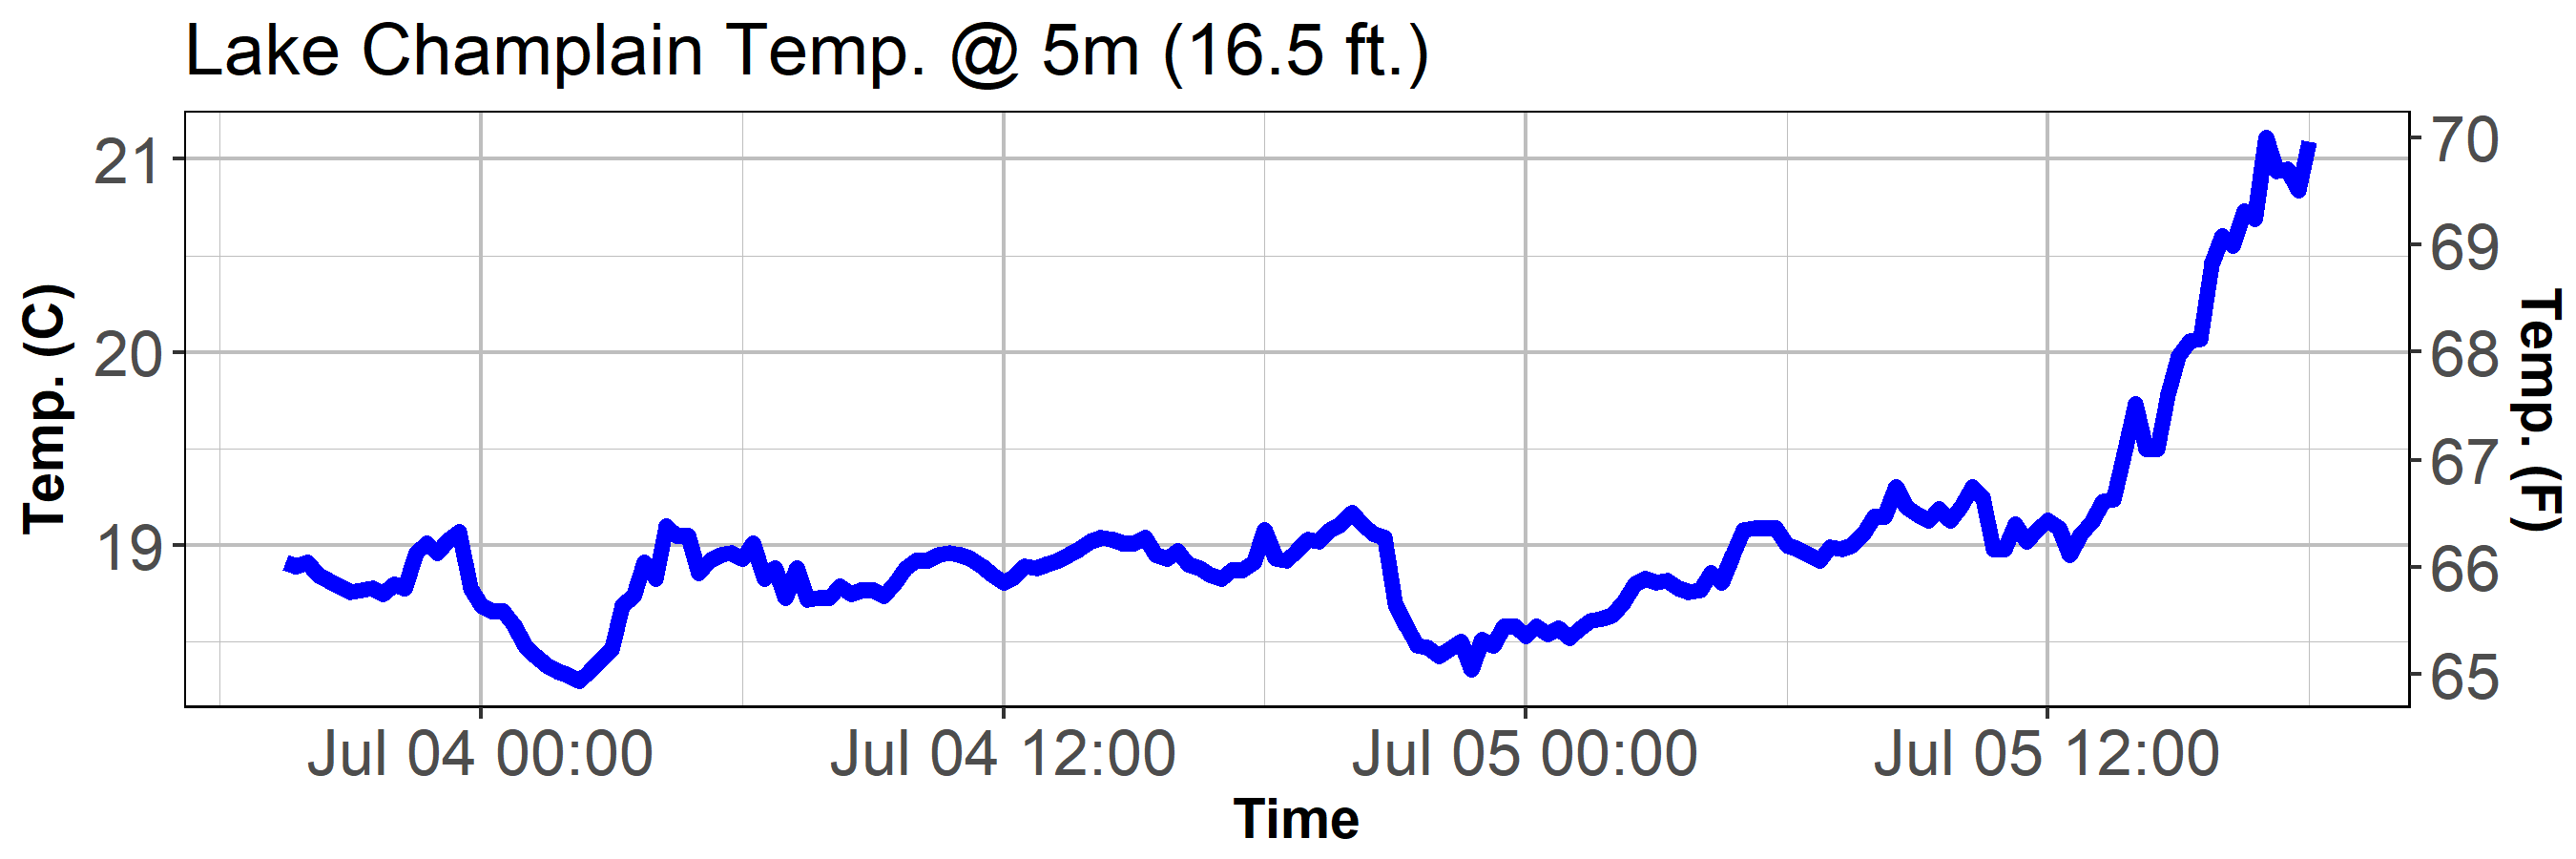 Lake Champlain Temp. @ 5m (16.5 ft.)
Temp. (C)
21
20
19
70
69
68
67
66
65
Temp. (F)
Jul 04 00:00 Jul 04 12:00 Jul 05 00:00 Jul 05 12:00
Time